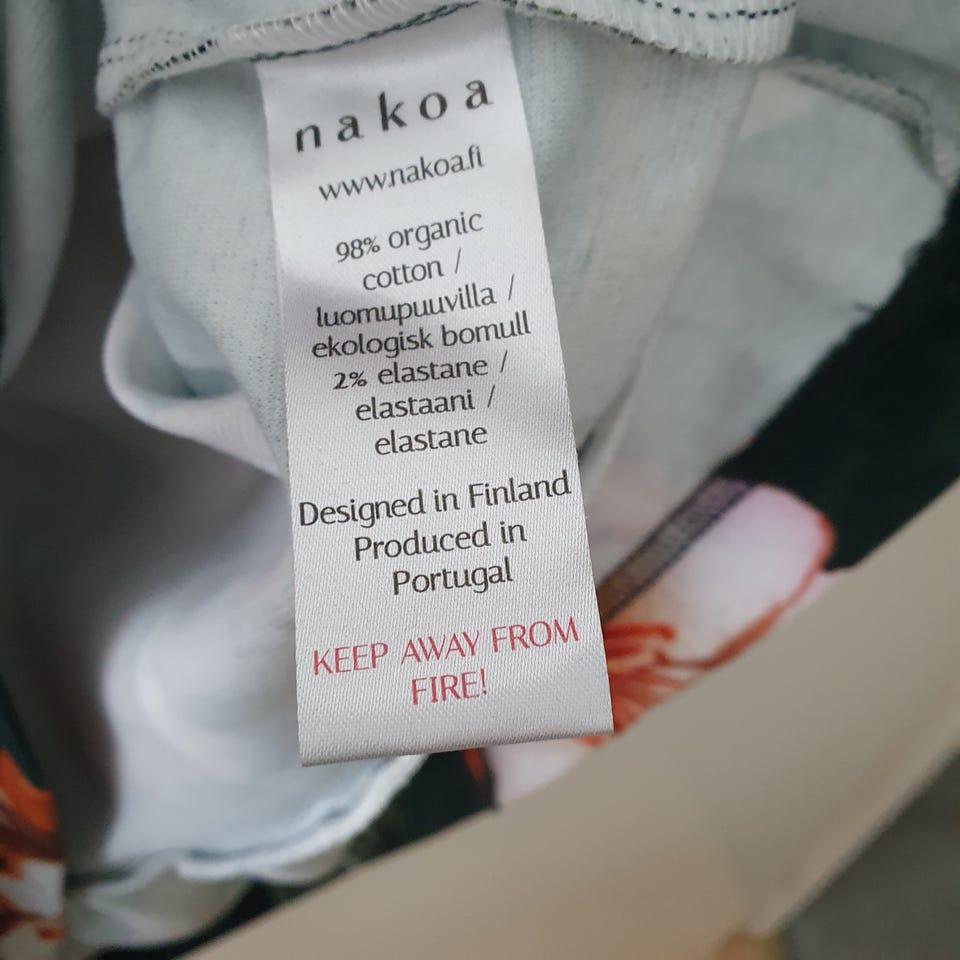 nakoa
www.nakoa.fi
98% organic
cotton /
luomupuuvilla /
ekologisk bomull
2% elastane /
elastaani /
elastane
Designed in Finland
Produced in
Portugal
KEEP AWAY FROM
FIRE!